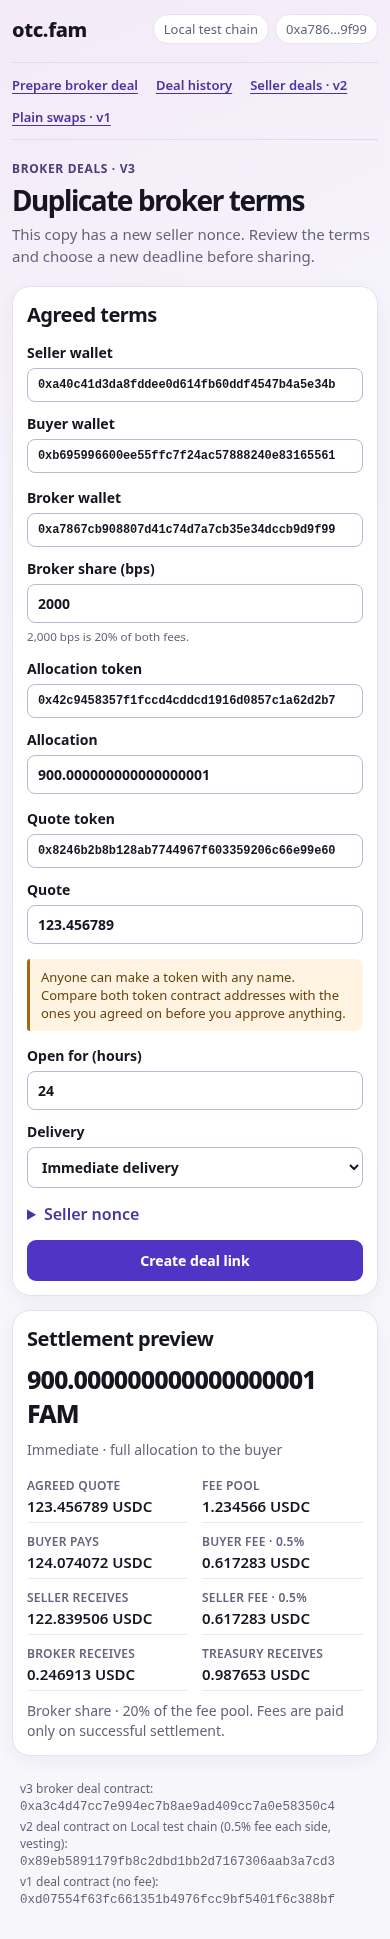 otc.fam
Local test chain
0xa786…9f99
Prepare broker deal
Deal history
Seller deals · v2
Plain swaps · v1
BROKER DEALS · V3
Duplicate broker terms
This copy has a new seller nonce. Review the terms
and choose a new deadline before sharing.
Agreed terms
Seller wallet
0xa40c41d3da8fddee0d614fb60ddf4547b4a5e34b
Buyer wallet
0xb695996600ee55ffc7f24ac57888240e83165561
Broker wallet
0xa7867cb908807d41c74d7a7cb35e34dccb9d9f99
Broker share (bps)
2000
2,000 bps is 20% of both fees.
Allocation token
0x42c9458357f1fccd4cddcd1916d0857c1a62d2b7
Allocation
900.000000000000000001
Quote token
0x8246b2b8b128ab7744967f603359206c66e99e60
Quote
123.456789
Anyone can make a token with any name.
Compare both token contract addresses with the
ones you agreed on before you approve anything.
Open for (hours)
24
Delivery
Immediate delivery
Seller nonce
Create deal link
Settlement preview
900.000000000000000001
FAM
Immediate · full allocation to the buyer
AGREED QUOTE
123.456789 USDC
FEE POOL
1.234566 USDC
BUYER PAYS
124.074072 USDC
BUYER FEE · 0.5%
0.617283 USDC
SELLER RECEIVES
122.839506 USDC
SELLER FEE · 0.5%
0.617283 USDC
BROKER RECEIVES
0.246913 USDC
TREASURY RECEIVES
0.987653 USDC
Broker share · 20% of the fee pool. Fees are paid
only on successful settlement.
v3 broker deal contract:
0xa3c4d47cc7e994ec7b8ae9ad409cc7a0e58350c4
v2 deal contract on Local test chain (0.5% fee each side,
vesting):
0x89eb5891179fb8c2dbd1bb2d7167306aab3a7cd3
v1 deal contract (no fee):
0xd07554f63fc661351b4976fcc9bf5401f6c388bf